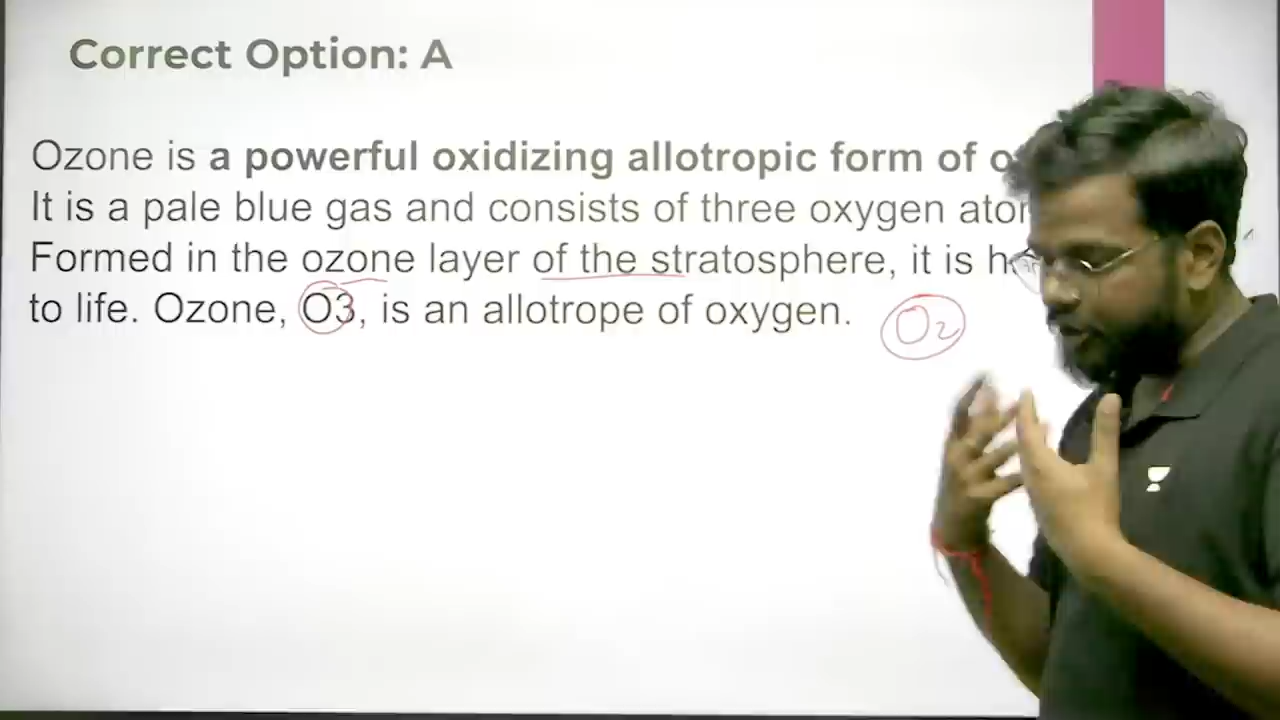 Correct Option: A
Ozone is a powerful oxidizing allotropic form of
It is a pale blue gas and consists of three oxygen
Formed in the ozone layer of the stratosphere, it is
to life. Ozone, O3, is an allotrope of oxygen.
O2